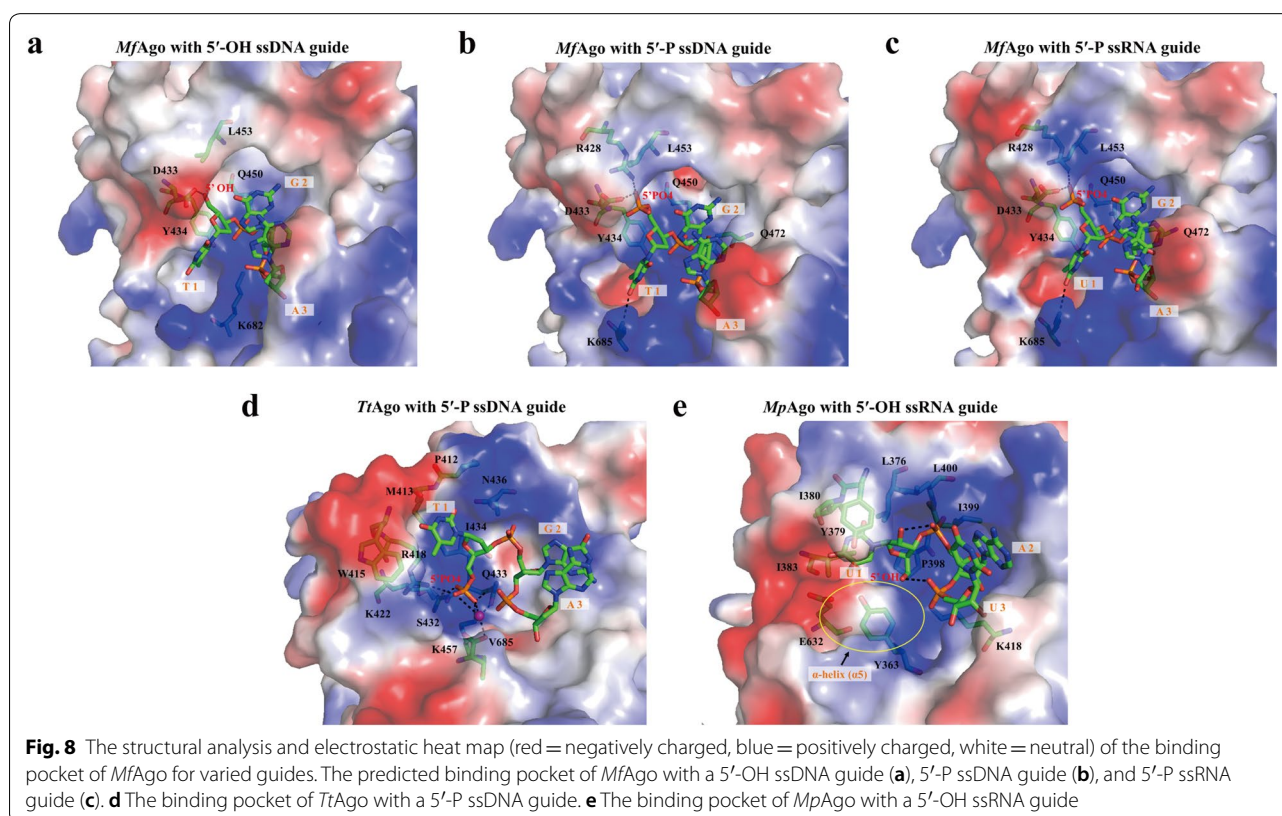 a
MfAgo with 5′-OH ssDNA guide
L453
D433
5' OH
Q450
G 2
Y434
T 1
A 3
K682
b
MfAgo with 5′-P ssDNA guide
R428
L453
Q450
5'PO4
G 2
D433
Y434
Q472
T 1
A 3
K685
c
MfAgo with 5′-P ssRNA guide
R428
L453
Q450
5'PO4
G 2
D433
Y434
Q472
U 1
A 3
K685
d
TtAgo with 5′-P ssDNA guide
P412
N436
M413
T 1
I434
G 2
R418
W415
5'PO4
Q433
A 3
K422
S432
V685
K457
e
MpAgo with 5′-OH ssRNA guide
L376
L400
I380
I399
Y379
A 2
P398
I383
U 1
5'OH
U 3
E632
K418
Y363
α-helix (α5)
Fig. 8 The structural analysis and electrostatic heat map (red = negatively charged, blue = positively charged, white = neutral) of the binding
pocket of MfAgo for varied guides. The predicted binding pocket of MfAgo with a 5′-OH ssDNA guide (a), 5′-P ssDNA guide (b), and 5′-P ssRNA
guide (c). d The binding pocket of TtAgo with a 5′-P ssDNA guide. e The binding pocket of MpAgo with a 5′-OH ssRNA guide